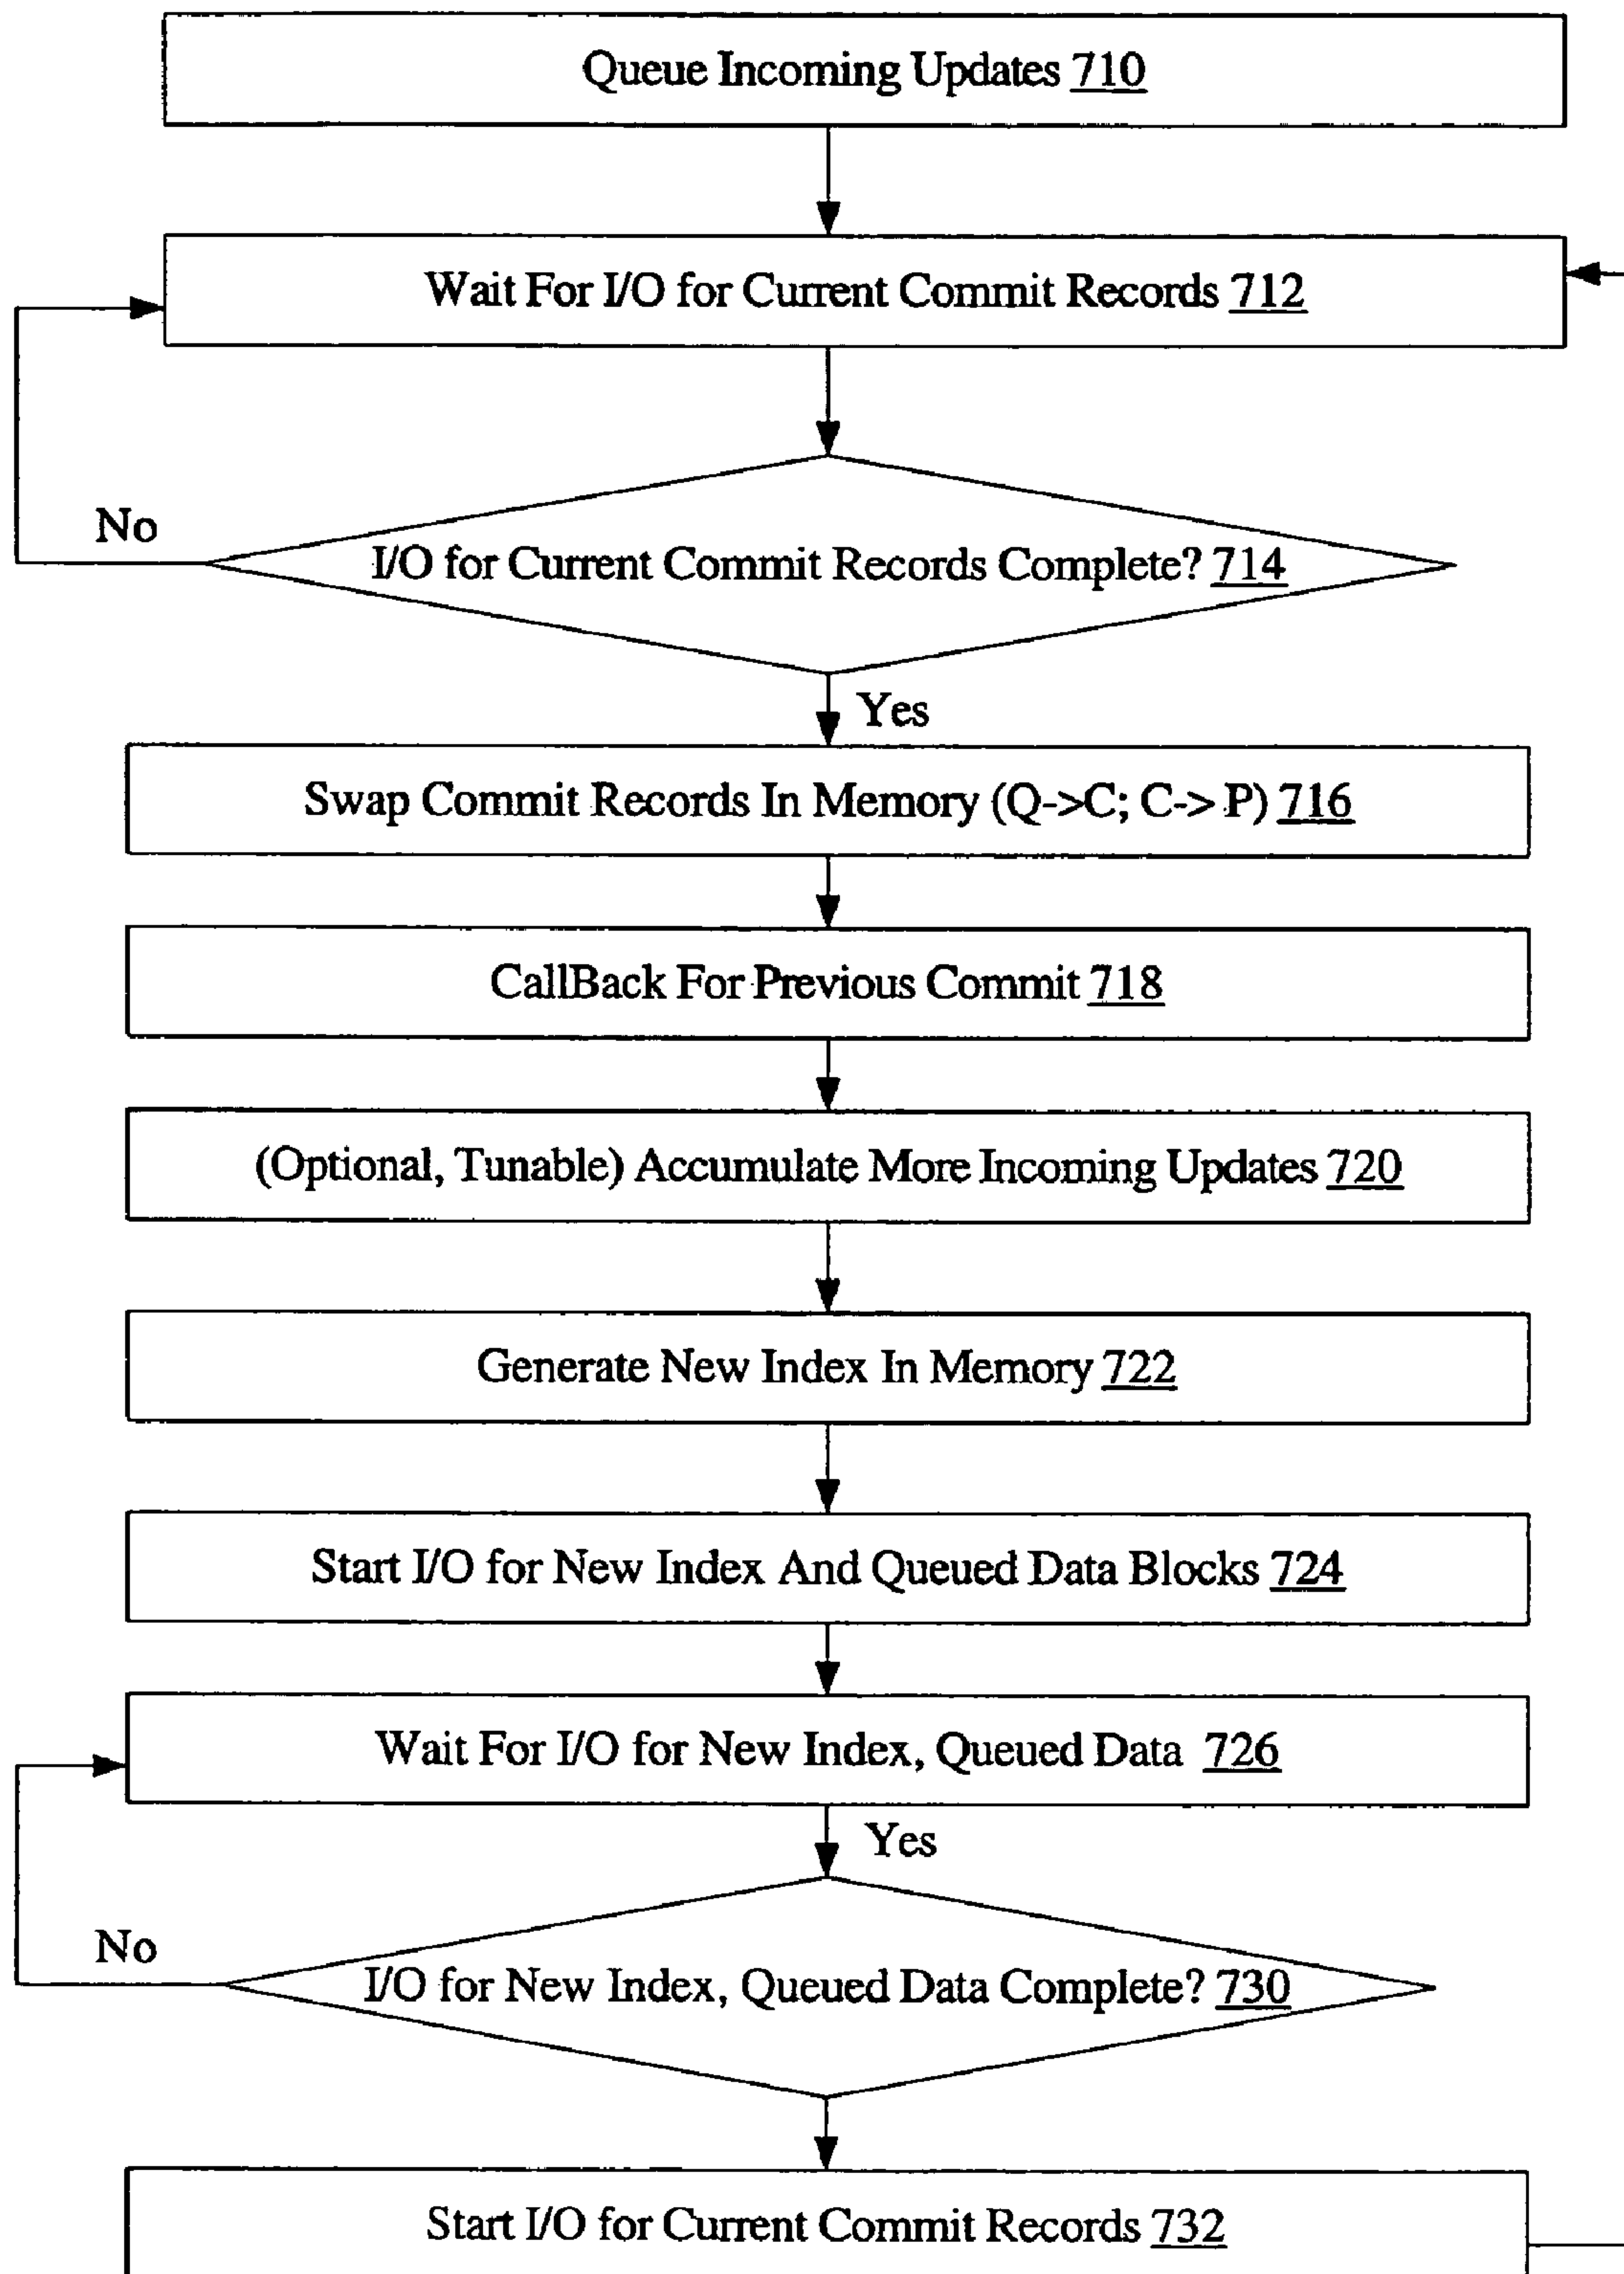 Queue Incoming Updates 710
Wait For I/O for Current Commit Records 712
No
I/O for Current Commit Records Complete? 714
Yes
Swap Commit Records In Memory (Q->C; C-> P) 716
CallBack For Previous Commit 718
(Optional, Tunable) Accumulate More Incoming Updates 720
Generate New Index In Memory 722
Start I/O for New Index And Queued Data Blocks 724
Wait For I/O for New Index, Queued Data 726
Yes
No
I/O for New Index, Queued Data Complete? 730
Start I/O for Current Commit Records 732